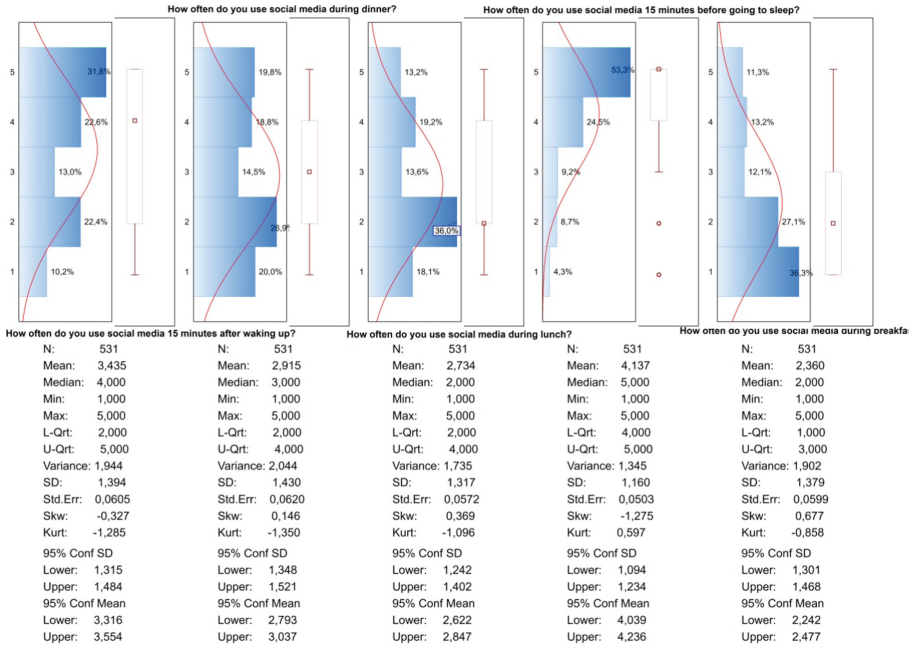 How often do you use social media during dinner?
How often do you use social media 15 minutes before going to sleep?
5 31,8% 19,8% 5 13,2% 5 53,3% 5 11,3%
4 22,6% 18,8% 4 19,2% 4 24,5% 4 13,2%
3 13,0% 14,5% 3 13,6% 3 9,2% 3 12,1%
2 22,4% 26,9% 2 36,0% 2 8,7% 2 27,1%
1 10,2% 20,0% 1 18,1% 1 4,3% 1 36,3%
How often do you use social media 15 minutes after waking up?
How often do you use social media during lunch?
How often do you use social media during breakfas
N: 531 N: 531 N: 531 N: 531 N: 531
Mean: 3,435 Mean: 2,915 Mean: 2,734 Mean: 4,137 Mean: 2,360
Median: 4,000 Median: 3,000 Median: 2,000 Median: 5,000 Median: 2,000
Min: 1,000 Min: 1,000 Min: 1,000 Min: 1,000 Min: 1,000
Max: 5,000 Max: 5,000 Max: 5,000 Max: 5,000 Max: 5,000
L-Qrt: 2,000 L-Qrt: 2,000 L-Qrt: 2,000 L-Qrt: 4,000 L-Qrt: 1,000
U-Qrt: 5,000 U-Qrt: 4,000 U-Qrt: 4,000 U-Qrt: 5,000 U-Qrt: 3,000
Variance: 1,944 Variance: 2,044 Variance: 1,735 Variance: 1,345 Variance: 1,902
SD: 1,394 SD: 1,430 SD: 1,317 SD: 1,160 SD: 1,379
Std.Err: 0,0605 Std.Err: 0,0620 Std.Err: 0,0572 Std.Err: 0,0503 Std.Err: 0,0599
Skw: -0,327 Skw: 0,146 Skw: 0,369 Skw: -1,275 Skw: 0,677
Kurt: -1,285 Kurt: -1,350 Kurt: -1,096 Kurt: 0,597 Kurt: -0,858
95% Conf SD 95% Conf SD 95% Conf SD 95% Conf SD 95% Conf SD
Lower: 1,315 Lower: 1,348 Lower: 1,242 Lower: 1,094 Lower: 1,301
Upper: 1,484 Upper: 1,521 Upper: 1,402 Upper: 1,234 Upper: 1,468
95% Conf Mean 95% Conf Mean 95% Conf Mean 95% Conf Mean 95% Conf Mean
Lower: 3,316 Lower: 2,793 Lower: 2,622 Lower: 4,039 Lower: 2,242
Upper: 3,554 Upper: 3,037 Upper: 2,847 Upper: 4,236 Upper: 2,477